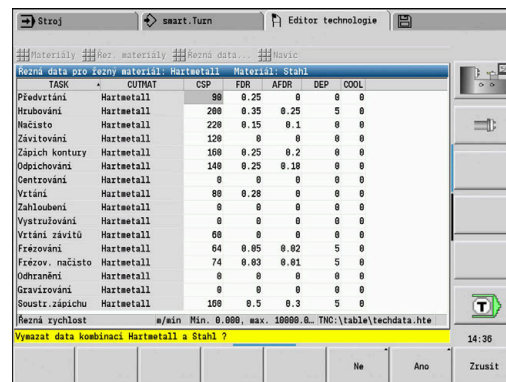 Stroj smart.Turn Editor technologie
Materiály Řez. materiály Řezná data... Navíc
Řezná data pro řezný materiál: Hartmetall Materiál: Stahl
TASK CUTMAT CSP FDR AFDR DEP COOL
Předvrtání Hartmetall 90 0.25 0 0 0
Hrubování Hartmetall 200 0.35 0.25 5 0
Načisto Hartmetall 220 0.15 0.1 0 0
Závitování Hartmetall 120 0 0 0 0
Zápich kontury Hartmetall 160 0.25 0.2 0 0
Odpichování Hartmetall 140 0.25 0.18 0 0
Centrování Hartmetall 0 0 0 0 0
Vrtání Hartmetall 80 0.28 0 0 0
Zahloubení Hartmetall 0 0 0 0 0
Vystružování Hartmetall 0 0 0 0 0
Vrtání závitů Hartmetall 60 0 0 0 0
Frézování Hartmetall 64 0.05 0.02 5 0
Frézov. načisto Hartmetall 74 0.03 0.01 5 0
Odhranění Hartmetall 0 0 0 0 0
Gravírování Hartmetall 0 0 0 0 0
Soustr.zápichu Hartmetall 160 0.5 0.3 5 0
Řezná rychlost m/min Min. 0.000, max. 10000.0… TNC:\table\techdata.hte
Vymazat data kombinací Hartmetall a Stahl ?
14:36
Ne Ano Zrusit
T